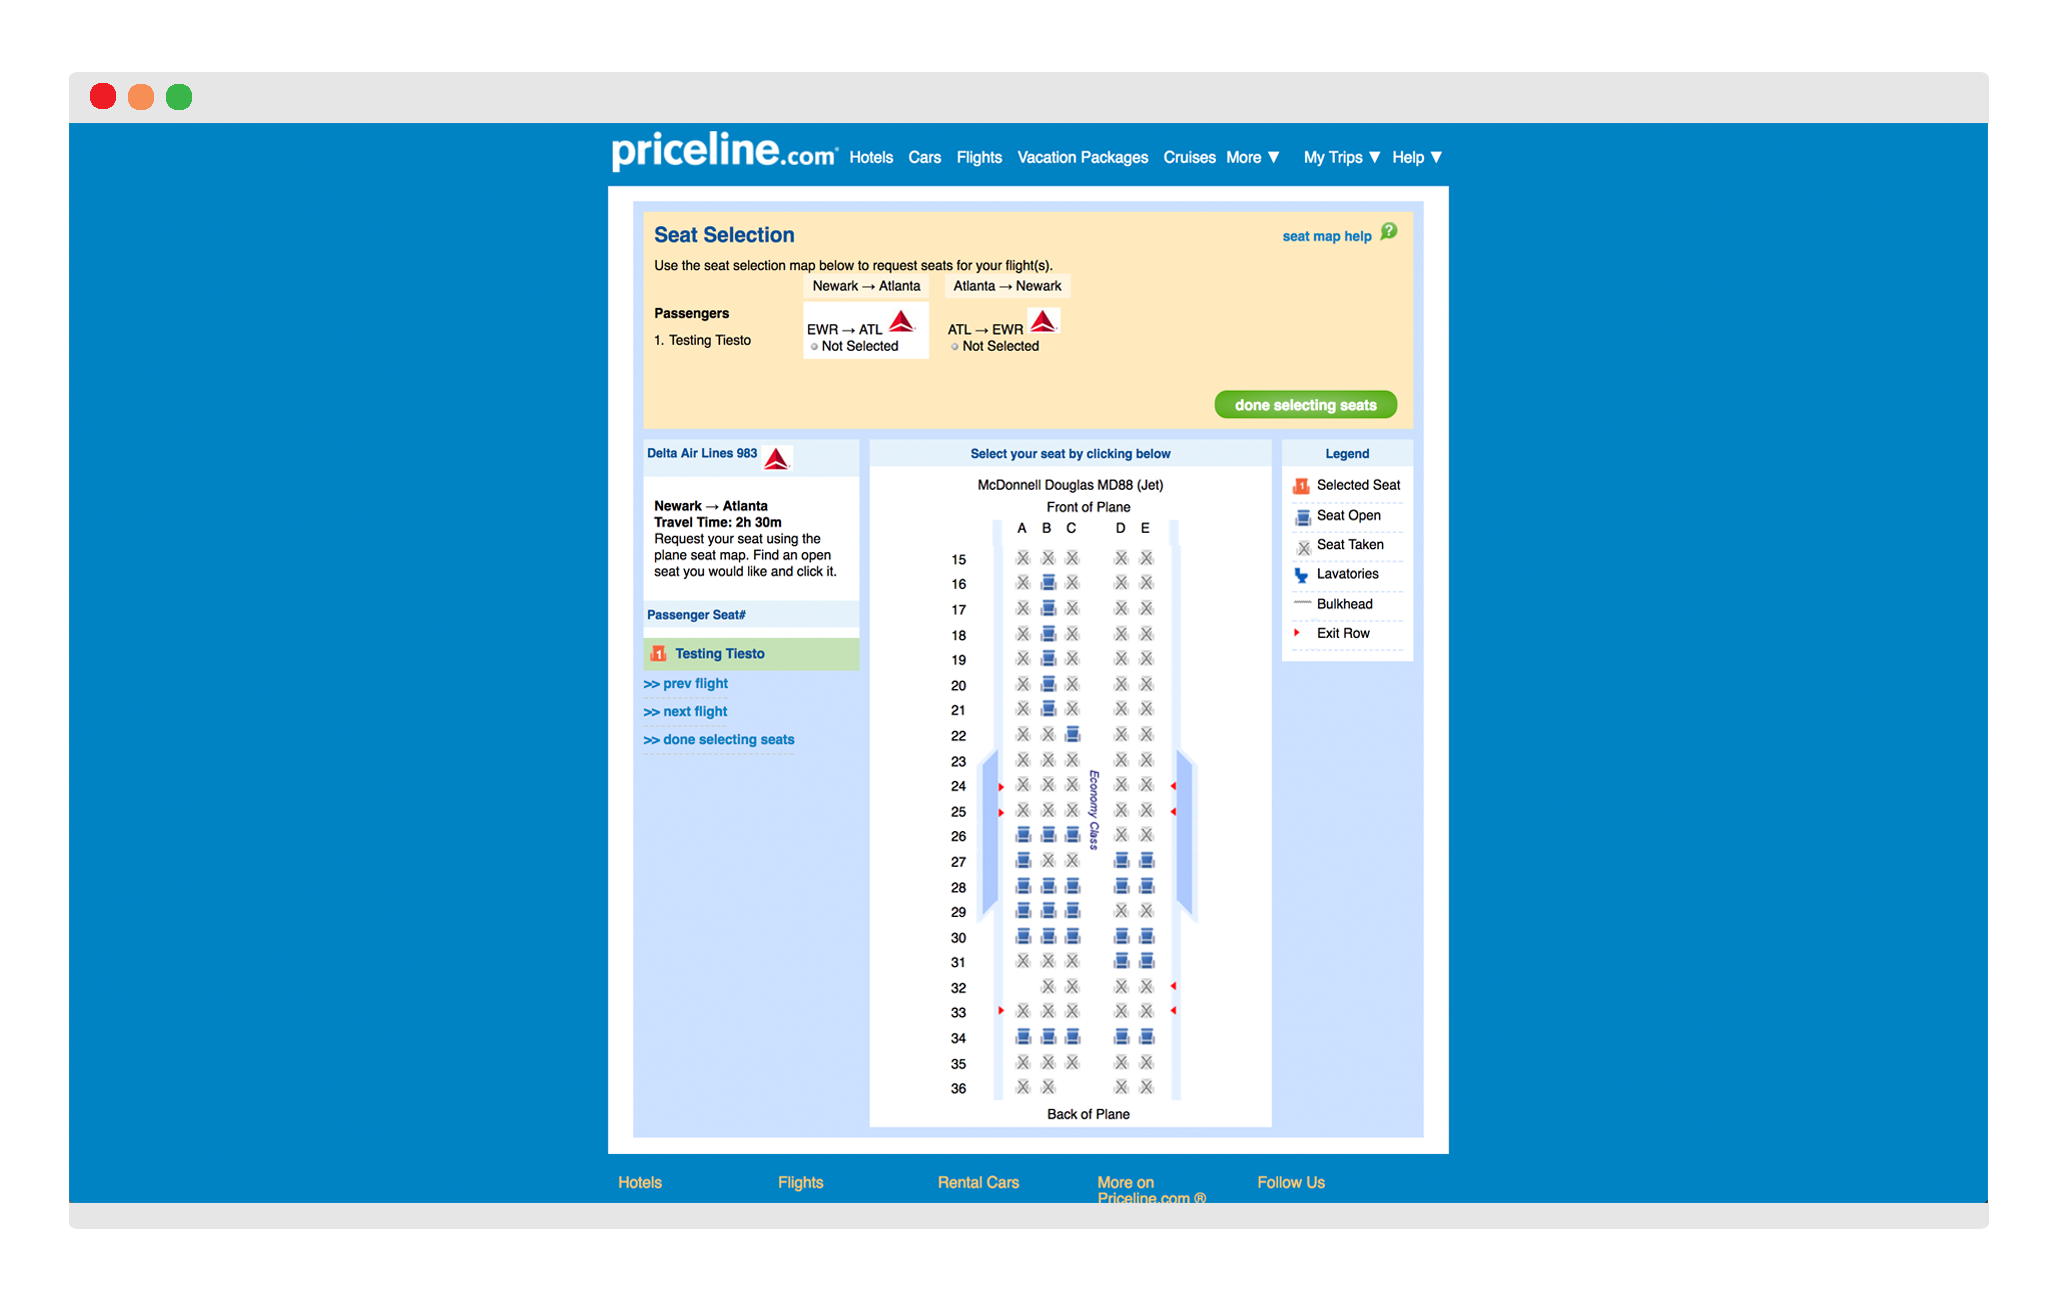 priceline.com® Hotels Cars Flights Vacation Packages Cruises More ▼ My Trips ▼ Help ▼
Seat Selection
seat map help ?
Use the seat selection map below to request seats for your flight(s).
Newark → Atlanta Atlanta → Newark
Passengers
EWR → ATL ATL → EWR
1. Testing Tiesto
Not Selected Not Selected
done selecting seats
Delta Air Lines 983
Newark → Atlanta
Travel Time: 2h 30m
Request your seat using the
plane seat map. Find an open
seat you would like and click it.
Passenger Seat#
1 Testing Tiesto
>> prev flight
>> next flight
>> done selecting seats
Select your seat by clicking below
McDonnell Douglas MD88 (Jet)
Front of Plane
A B C D E
15
16
17
18
19
20
21
22
23
24
25
26
27
28
29
30
31
32
33
34
35
36
Economy Class
Back of Plane
Legend
1 Selected Seat
Seat Open
Seat Taken
Lavatories
Bulkhead
Exit Row
Hotels Flights Rental Cars More on Follow Us
Priceline.com ®